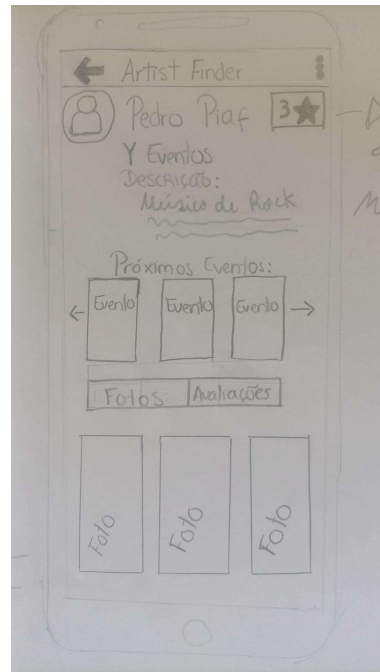 Artist Finder
Pedro Piaf 3
Y Eventos
Descrição:
Músico de Rock
Próximos Eventos:
Evento Evento Evento
Fotos Avaliações
Foto Foto Foto